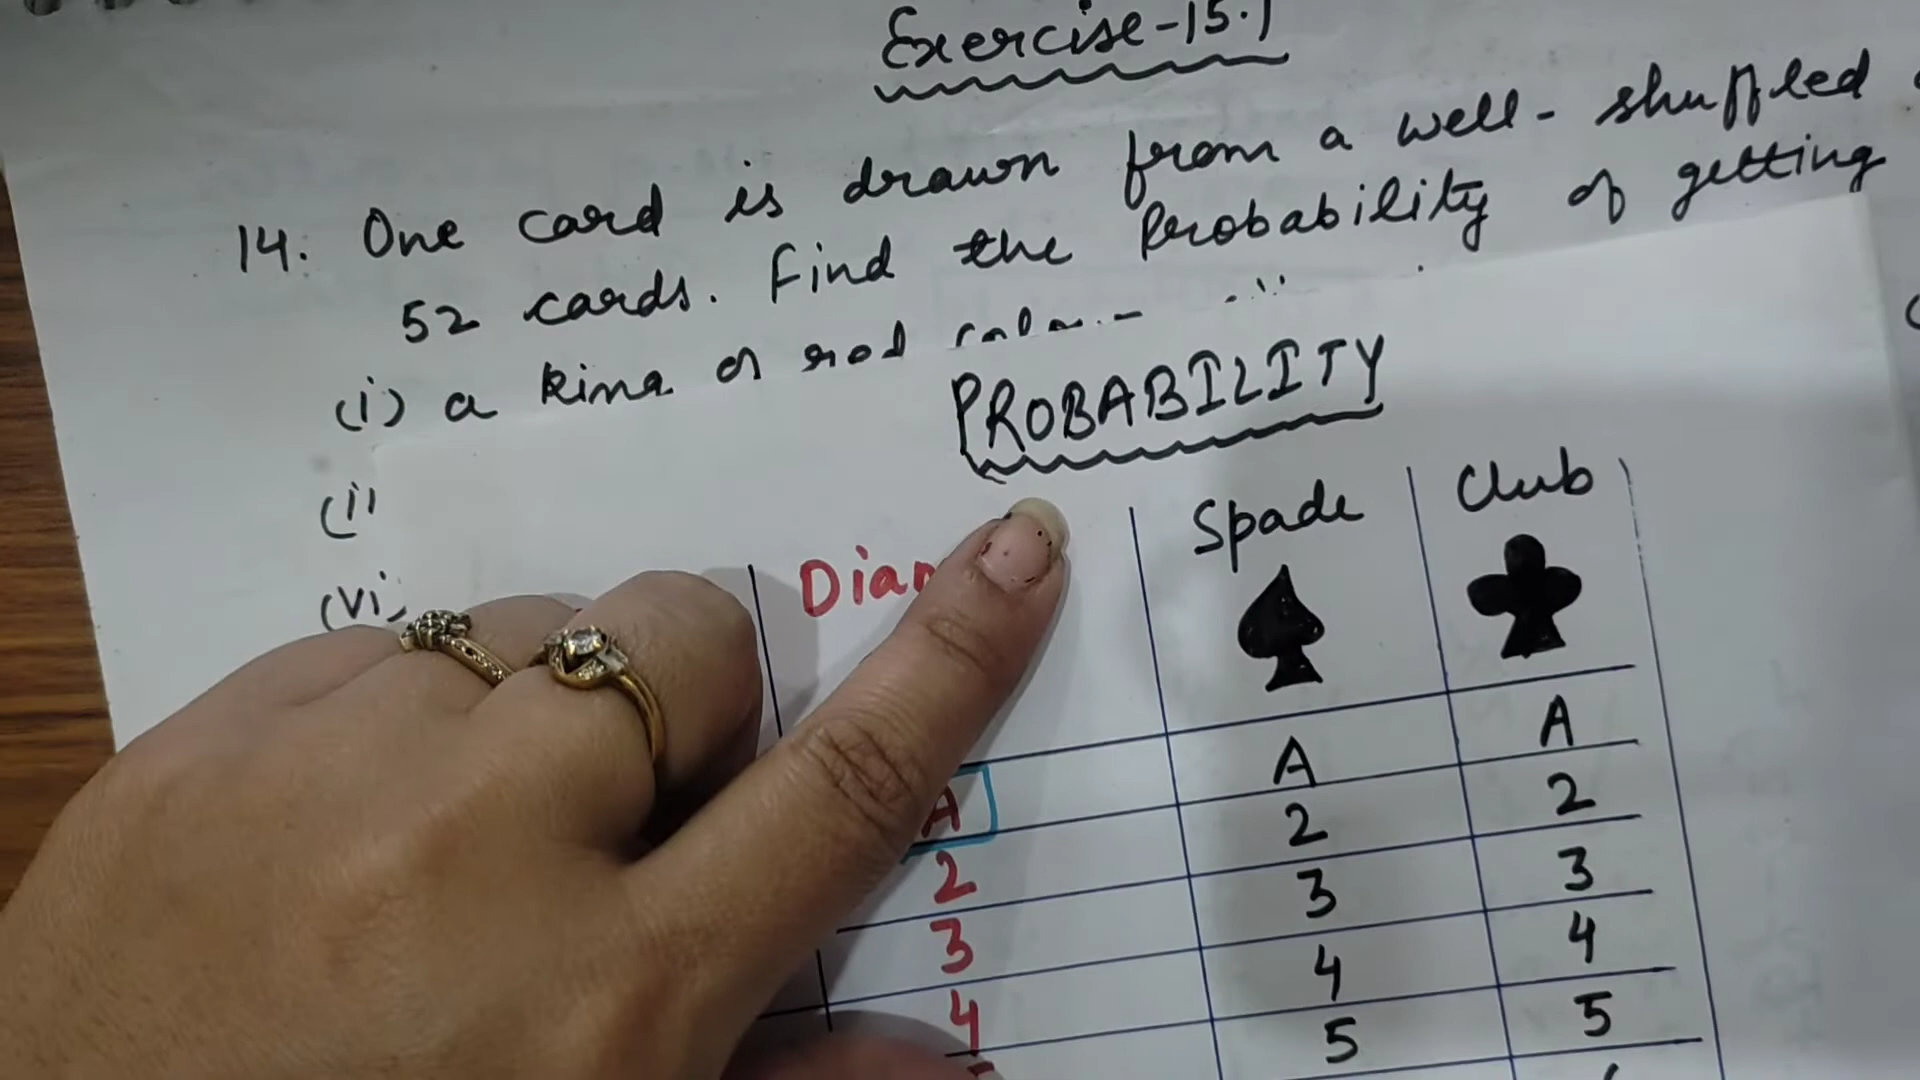 Exercise-15.1
14. One card is drawn from a well-shuffled
52 cards. Find the Probability of getting
(i) a king of red
PROBABILITY
(vi)
Spade Club
A A
A 2 2
2 3 3
3 4 4
4 5 5